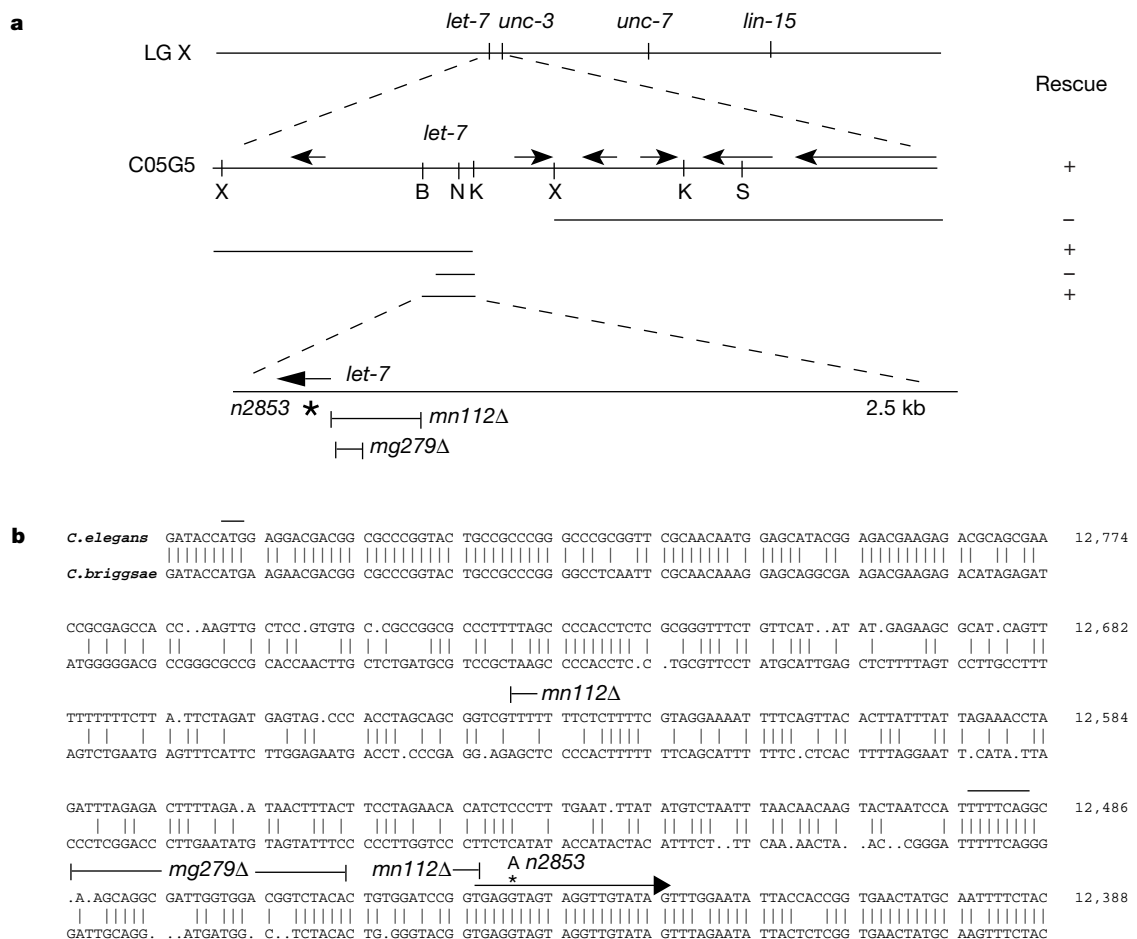 a
let-7 unc-3 unc-7 lin-15
LG X
Rescue
let-7
C05G5 +
X B N K X K S
−
+
−
+
let-7
n2853 * 2.5 kb
mn112Δ
mg279Δ
b
C.elegans GATACCATGG AGGACGACGG CGCCCGGTAC TGCCGCCCGG GCCCGCGGTT CGCAACAATG GAGCATACGG AGACGAAGAG ACGCAGCGAA 12,774
C.briggsae GATACCATGA AGAACGACGG CGCCCGGTAC TGCCGCCCGG GCCTCAATT CGCAACAAAG GAGCAGGCGA AGACGAAGAG ACATAGAGAT
CCGCGAGCCA CC..AAGTTG CTCC.GTGTGC C.CGCCGGCG CCCTTTTAGC CCCACCTCTC GCGGGTTTCT GTTCAT..AT AT.GAGAAGC GCAT.CAGTT 12,682
ATGGGGGACG CCGGGCGCCG CACCAACTTG CTCTGATGCG TCCGCTAAGC CCCACCTC.C .TGCGTTCCT ATGCATTGAG CTCTTTTAGT CCTTGCCTTT
mn112Δ
TTTTTTTCTTA A.TTCTAGAT GAGTAG.CCC ACCTAGCAGC GGTCGTTTTT TTCTCTTTTC GTAGGAAAAT TTTCAGTTAC ACTTATTTAT TAGAAACCTA 12,584
AGTCTGAATG AGTTTCATTC TTGGAGAATG ACCT.CCCGA GG.AGAGCTC CCCACTTTTT TTCAGCATTT TTTTC.CTCAC TTTTAGGAAT T.CATA.TTA
GATTTAGAGA CTTTTAGA.A TAACTTTACT TCCTAGAACA CATCTCCCTT TGAAT.TTAT ATGTCTAATT TAACAACAAG TACTAATCCA TTTTTCAGGC 12,486
CCCTCGGACC CTTGAATATG TAGTATTTCC CCCTTGGTCC CTTCTCATAT ACCATACTAC ATTTCT..TTC CAA.AACTA. .AC..CGGGA TTTTTCAGGG
mg279Δ mn112Δ A n2853
*
.A.AGCAGGC GATTGGTGGA CGGTCTACAC TGTGGATCCGG TGAGGTAGT AGGTTGTATA GTTTGGAATA TTACCACCGG TGAACTATGC AATTTTCTAC 12,388
GATTGCAGG. ..ATGATGG C..TCTACAC TG.GGGTACG GTGAGGTAGT AGGTTGTATA GTTTAGAATA TTACTCTCGG TGAACTATGC AAGTTTCTAC